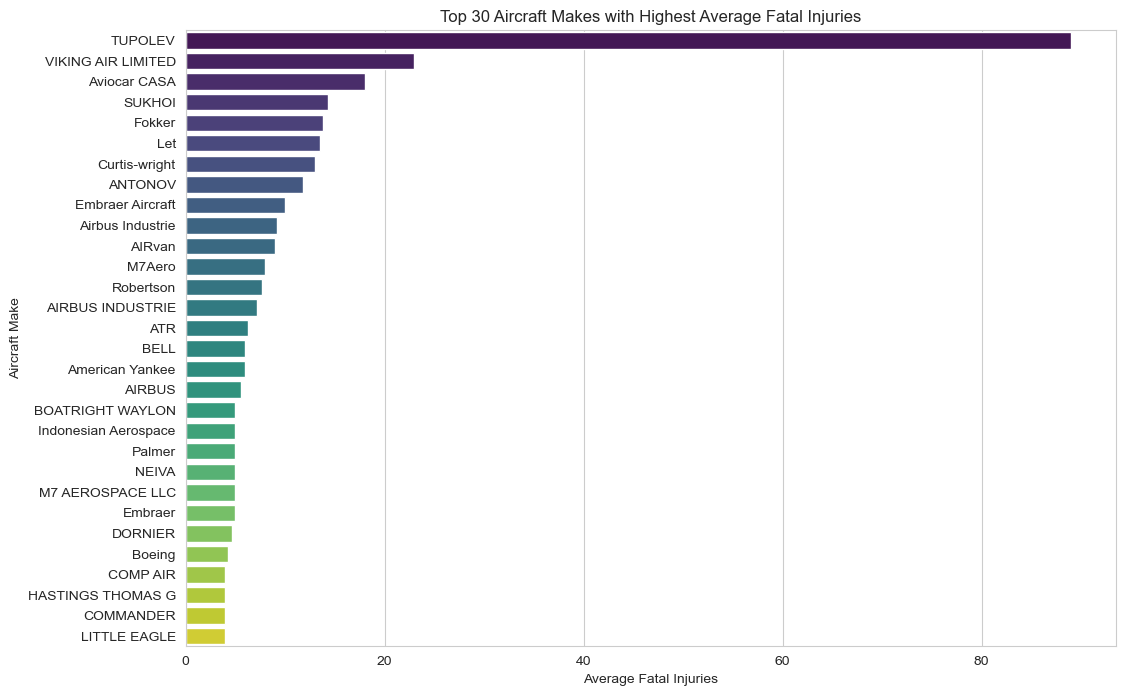 Top 30 Aircraft Makes with Highest Average Fatal Injuries
TUPOLEV
VIKING AIR LIMITED
Aviocar CASA
SUKHOI
Fokker
Let
Curtis-wright
ANTONOV
Embraer Aircraft
Airbus Industrie
AIRvan
M7Aero
Robertson
AIRBUS INDUSTRIE
ATR
BELL
American Yankee
AIRBUS
BOATRIGHT WAYLON
Indonesian Aerospace
Palmer
NEIVA
M7 AEROSPACE LLC
Embraer
DORNIER
Boeing
COMP AIR
HASTINGS THOMAS G
COMMANDER
LITTLE EAGLE
Aircraft Make
0 20 40 60 80
Average Fatal Injuries